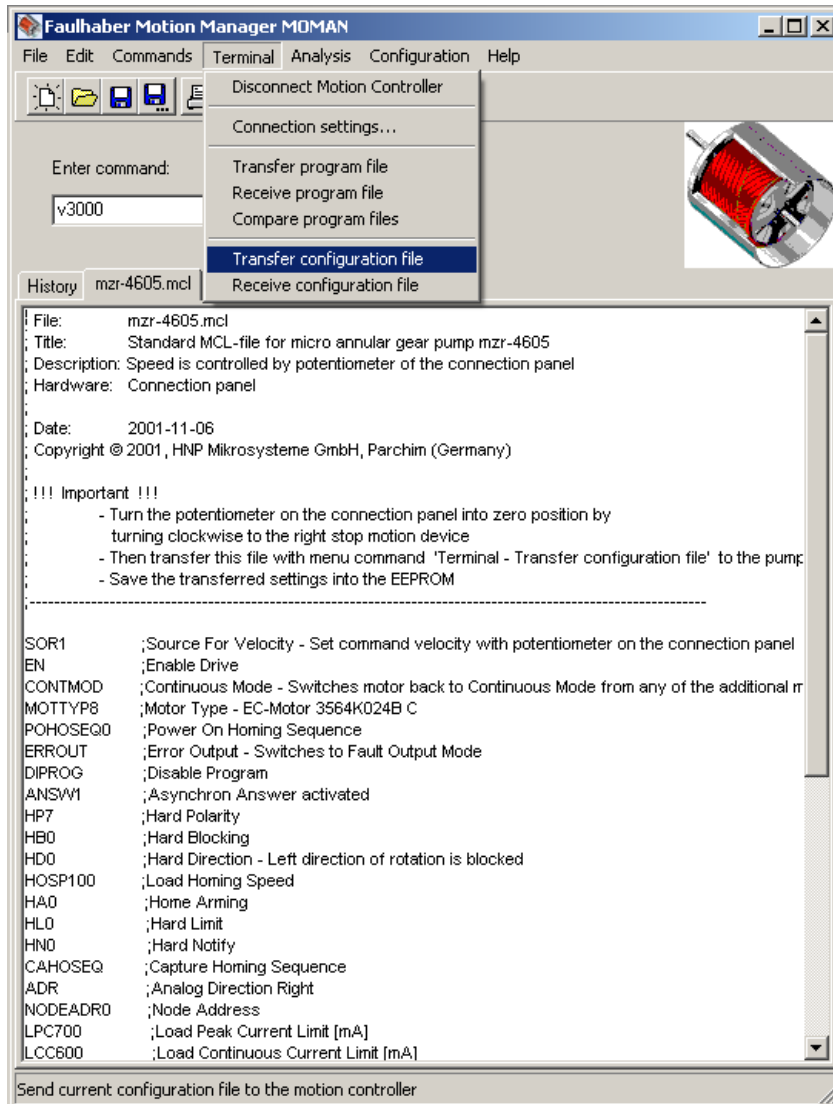 Faulhaber Motion Manager MOMAN
File Edit Commands Terminal Analysis Configuration Help
Disconnect Motion Controller
Connection settings...
Transfer program file
Receive program file
Compare program files
Transfer configuration file
Receive configuration file
Enter command:
v3000
History mzr-4605.mcl
; File: mzr-4605.mcl
; Title: Standard MCL-file for micro annular gear pump mzr-4605
; Description: Speed is controlled by potentiometer of the connection panel
; Hardware: Connection panel
;
; Date: 2001-11-06
; Copyright © 2001, HNP Mikrosysteme GmbH, Parchim (Germany)
;
; !!! Important !!!
; - Turn the potentiometer on the connection panel into zero position by
; turning clockwise to the right stop motion device
; - Then transfer this file with menu command 'Terminal - Transfer configuration file' to the pump
; - Save the transferred settings into the EEPROM
;--------------------------------------------------------------------------------------------------------------
SOR1 ;Source For Velocity - Set command velocity with potentiometer on the connection panel
EN ;Enable Drive
CONTMOD ;Continuous Mode - Switches motor back to Continuous Mode from any of the additional m
MOTTYP8 ;Motor Type - EC-Motor 3564K024B C
POHOSEQ0 ;Power On Homing Sequence
ERROUT ;Error Output - Switches to Fault Output Mode
DIPROG ;Disable Program
ANSW1 ;Asynchron Answer activated
HP7 ;Hard Polarity
HB0 ;Hard Blocking
HD0 ;Hard Direction - Left direction of rotation is blocked
HOSP100 ;Load Homing Speed
HA0 ;Home Arming
HL0 ;Hard Limit
HN0 ;Hard Notify
CAHOSEQ ;Capture Homing Sequence
ADR ;Analog Direction Right
NODEADR0 ;Node Address
LPC700 ;Load Peak Current Limit [mA]
LCC600 ;Load Continuous Current Limit [mA]
Send current configuration file to the motion controller